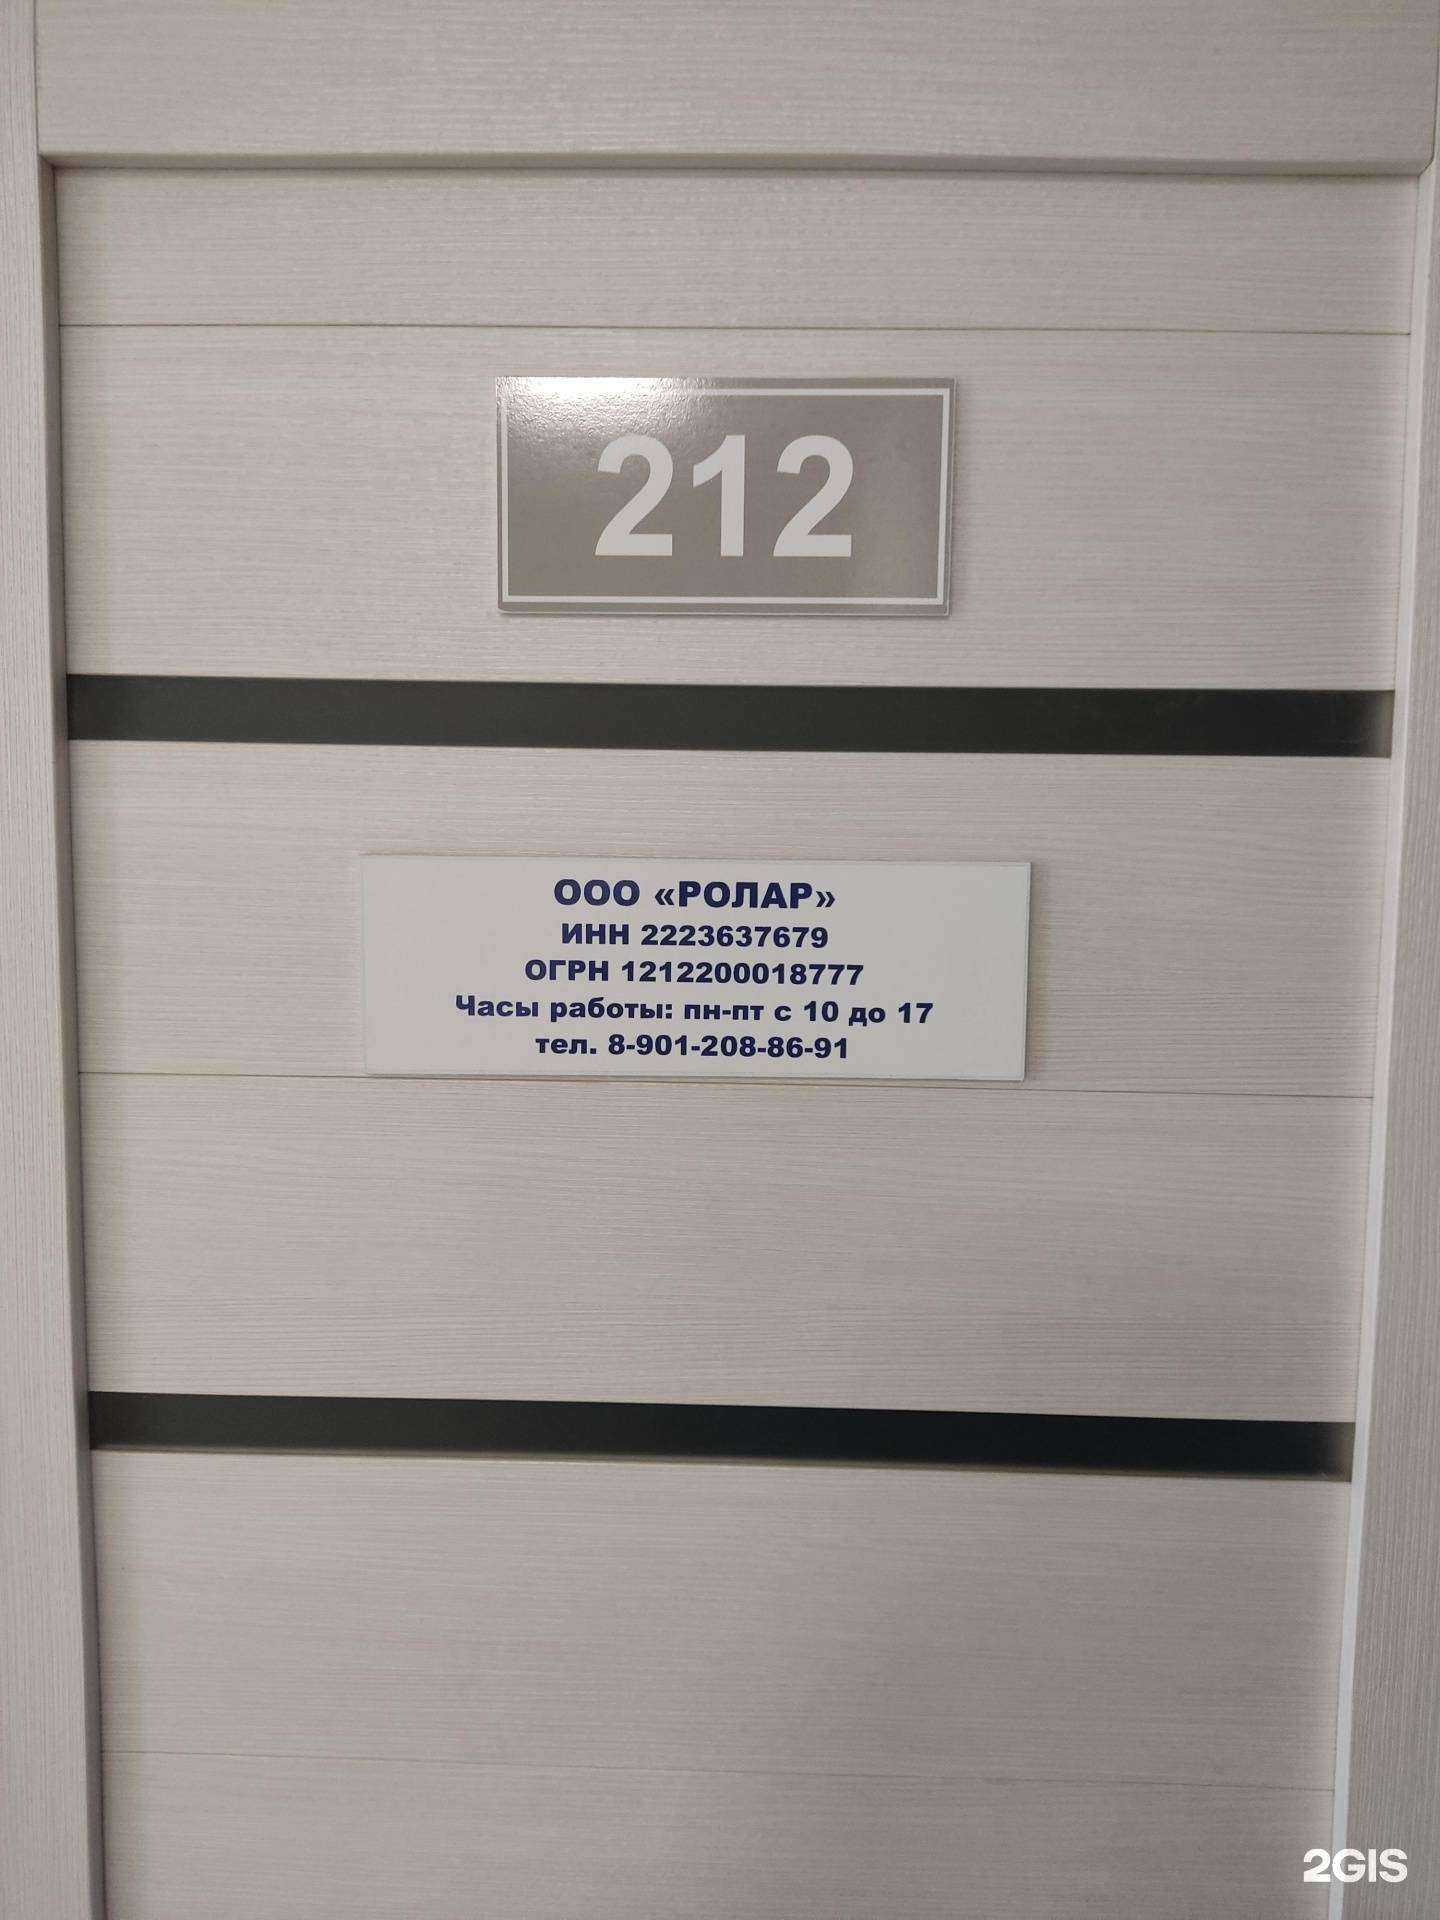 212
ООО «РОЛАР»
ИНН 2223637679
ОГРН 1212200018777
Часы работы: пн-пт с 10 до 17
тел. 8-901-208-86-91
2GIS